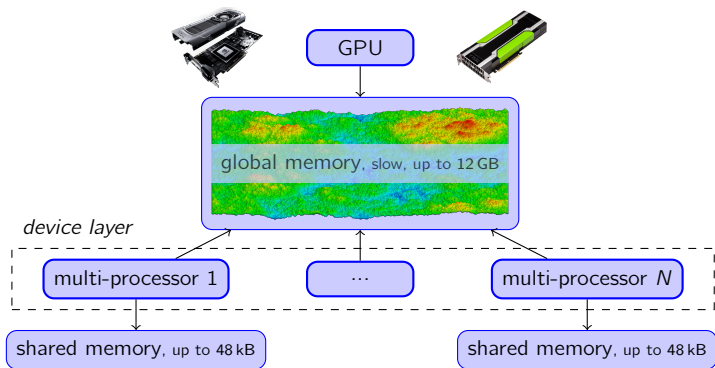 GPU
global memory, slow, up to 12 GB
device layer
multi-processor 1
...
multi-processor N
shared memory, up to 48 kB
shared memory, up to 48 kB